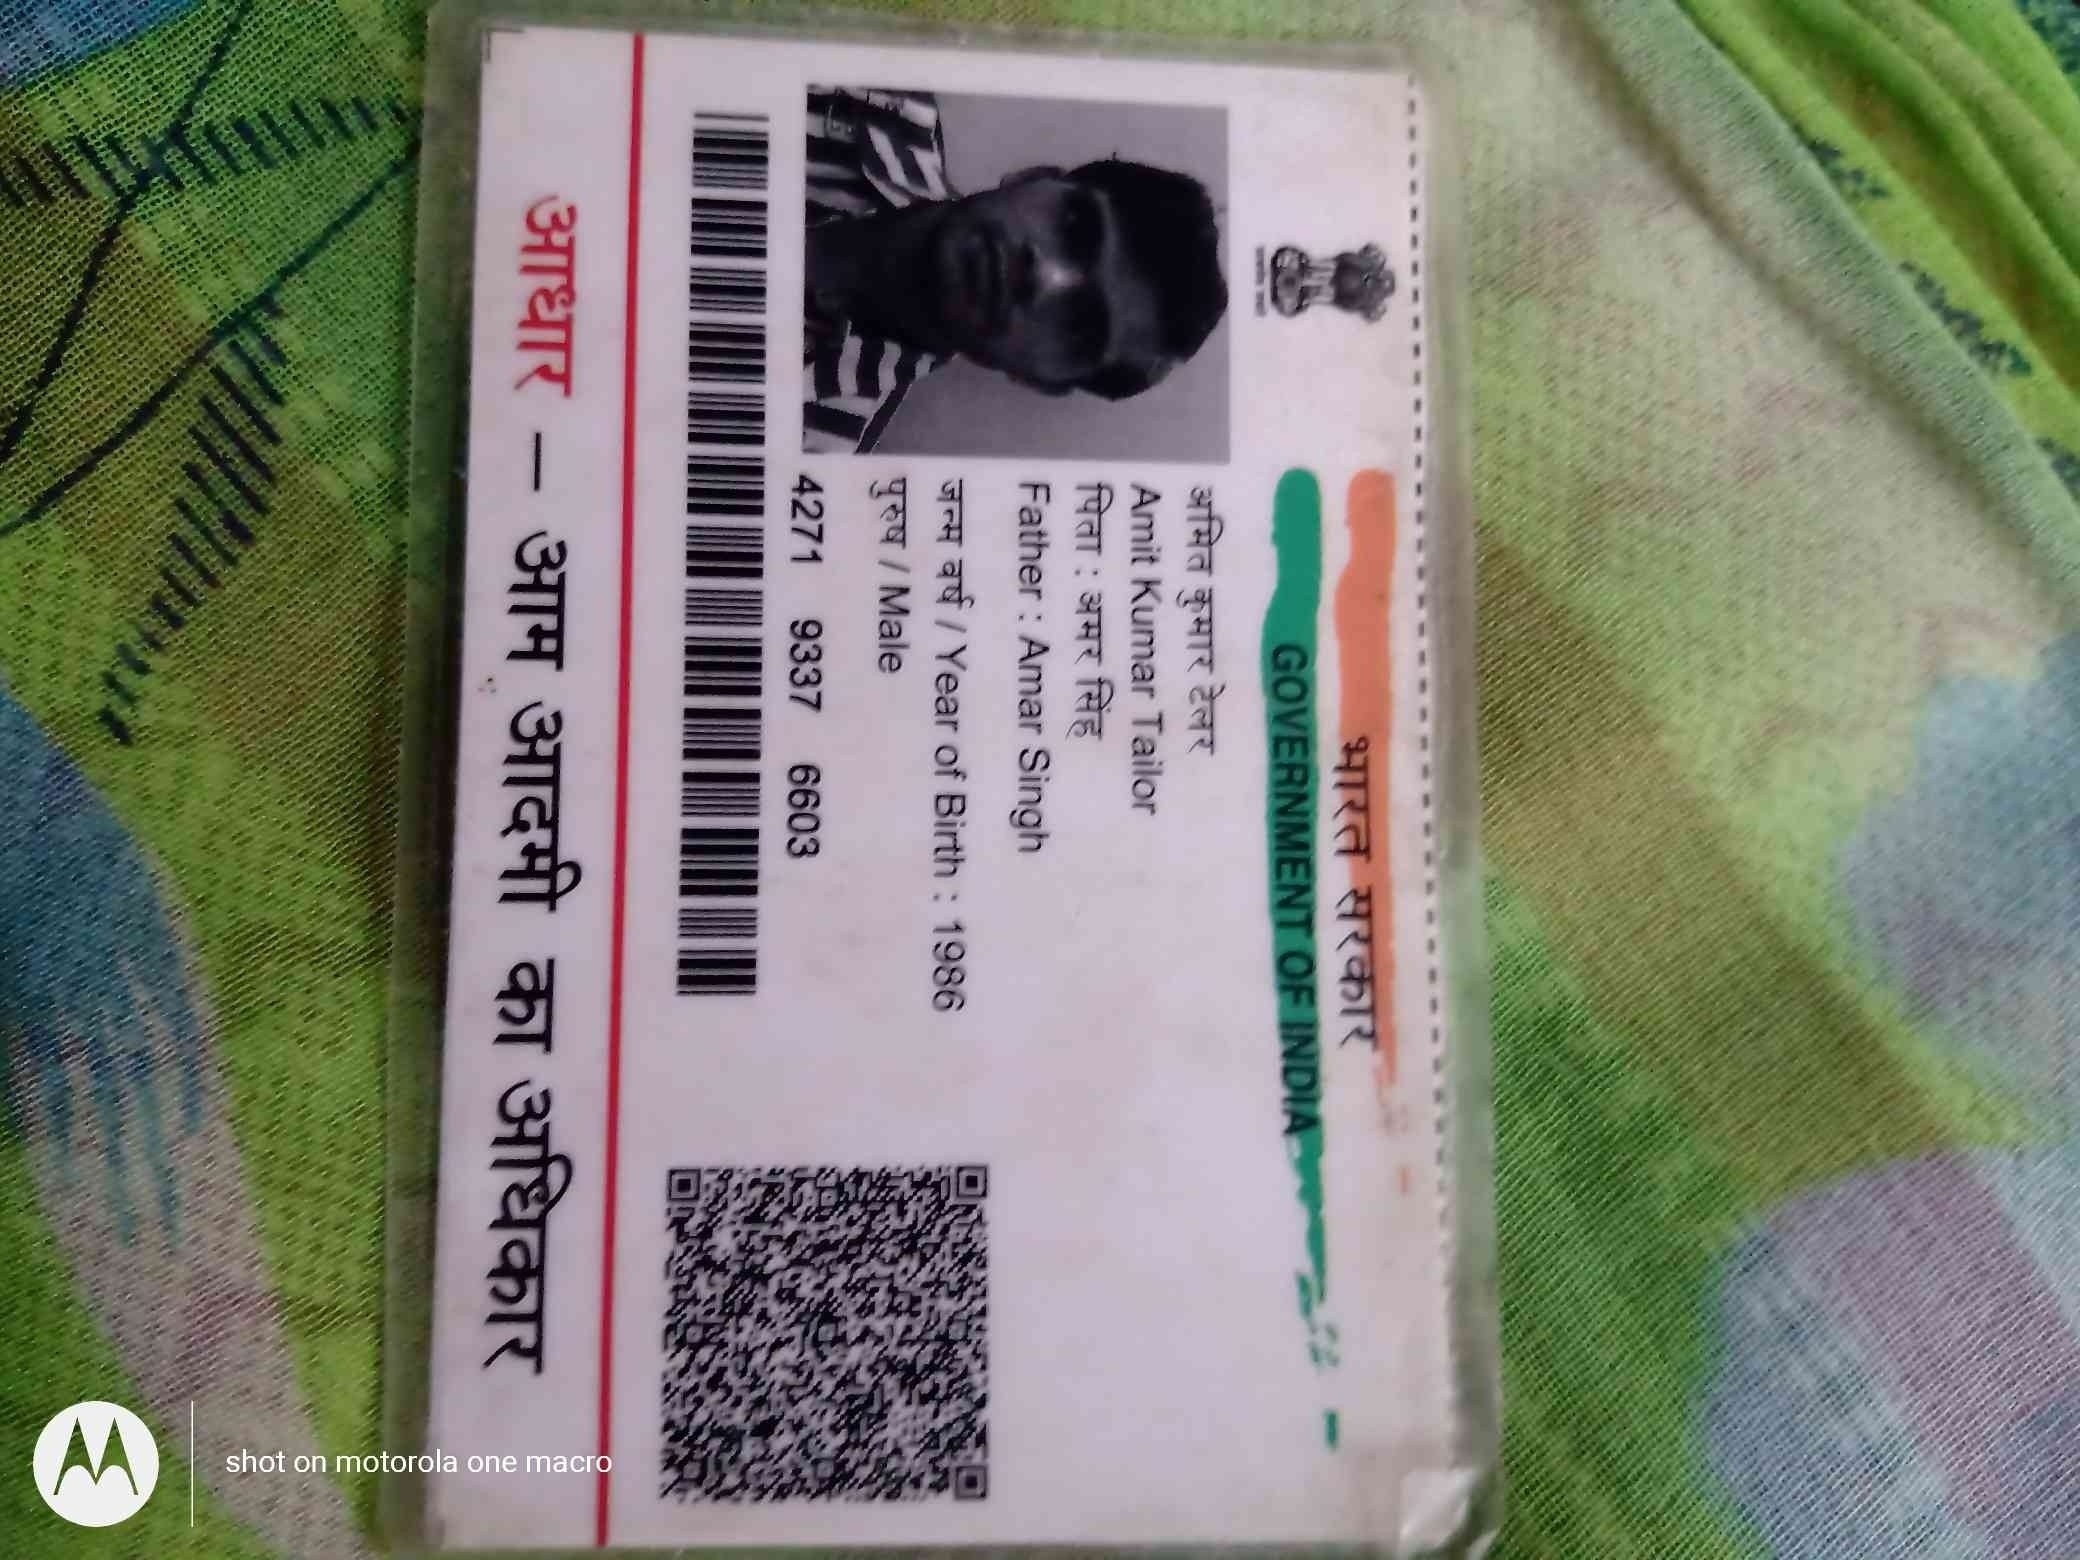 भारत सरकार
GOVERNMENT OF INDIA
अमित कुमार टेलर
Amit Kumar Tailor
पिता : अमर सिंह
Father : Amar Singh
जन्म वर्ष / Year of Birth : 1986
पुरुष / Male
4271 9337 6603
आधार – आम आदमी का अधिकार
shot on motorola one macro